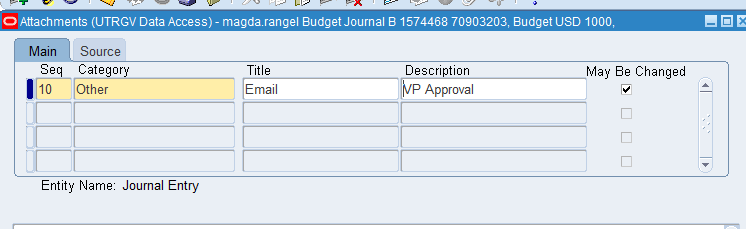 Attachments (UTRGV Data Access) - magda.rangel Budget Journal B 1574468 70903203, Budget USD 1000,
Main Source
Seq Category Title Description May Be Changed
10 Other Email VP Approval
Entity Name: Journal Entry